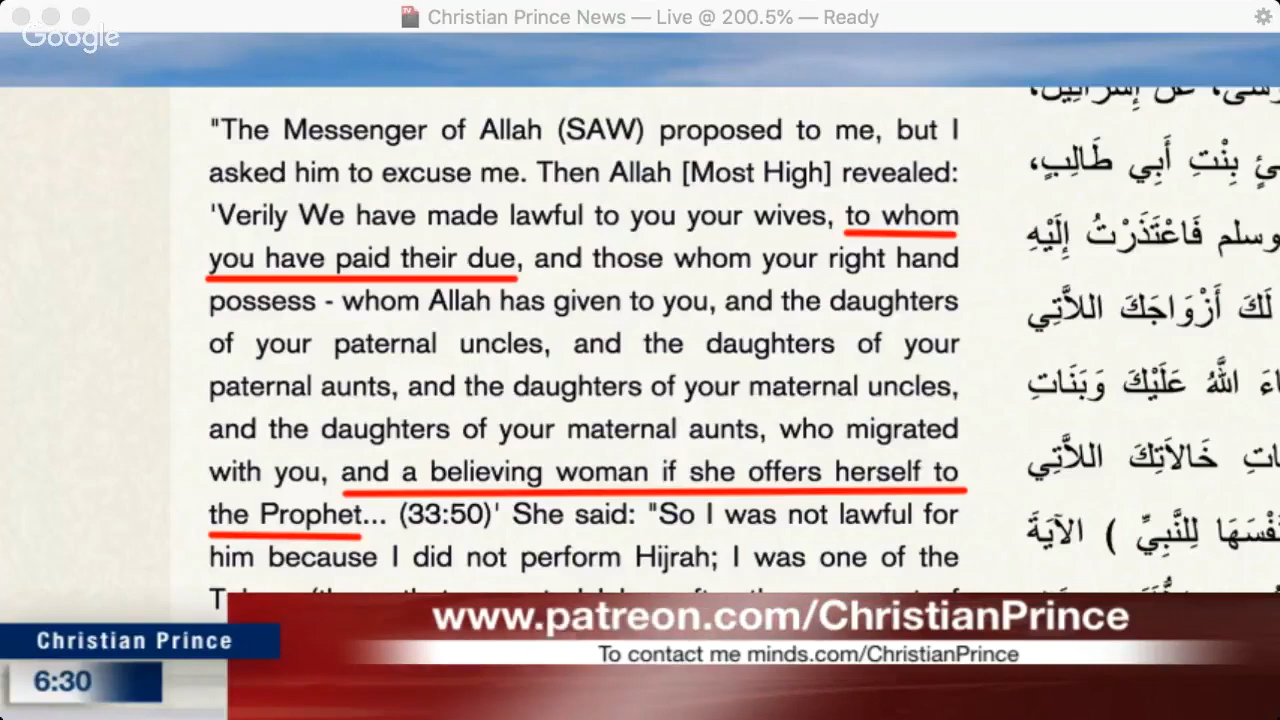 Christian Prince News — Live @ 200.5% — Ready
Google
"The Messenger of Allah (SAW) proposed to me, but I
asked him to excuse me. Then Allah [Most High] revealed:
'Verily We have made lawful to you your wives, to whom
you have paid their due, and those whom your right hand
possess - whom Allah has given to you, and the daughters
of your paternal uncles, and the daughters of your
paternal aunts, and the daughters of your maternal uncles,
and the daughters of your maternal aunts, who migrated
with you, and a believing woman if she offers herself to
the Prophet... (33:50)' She said: "So I was not lawful for
him because I did not perform Hijrah; I was one of the
عَنْ إِسْرَائِيلَ،
بِنْتِ أَبِي طَالِبٍ،
وسلم فَاعْتَذَرْتُ إِلَيْهِ
لَكَ أَزْوَاجَكَ اللاَّتِي
اللَّهُ عَلَيْكَ وَبَنَاتِ
خَالاَتِكَ اللاَّتِي
لِلنَّبِيِّ ) الآيَةَ
www.patreon.com/ChristianPrince
To contact me minds.com/ChristianPrince
Christian Prince
6:30